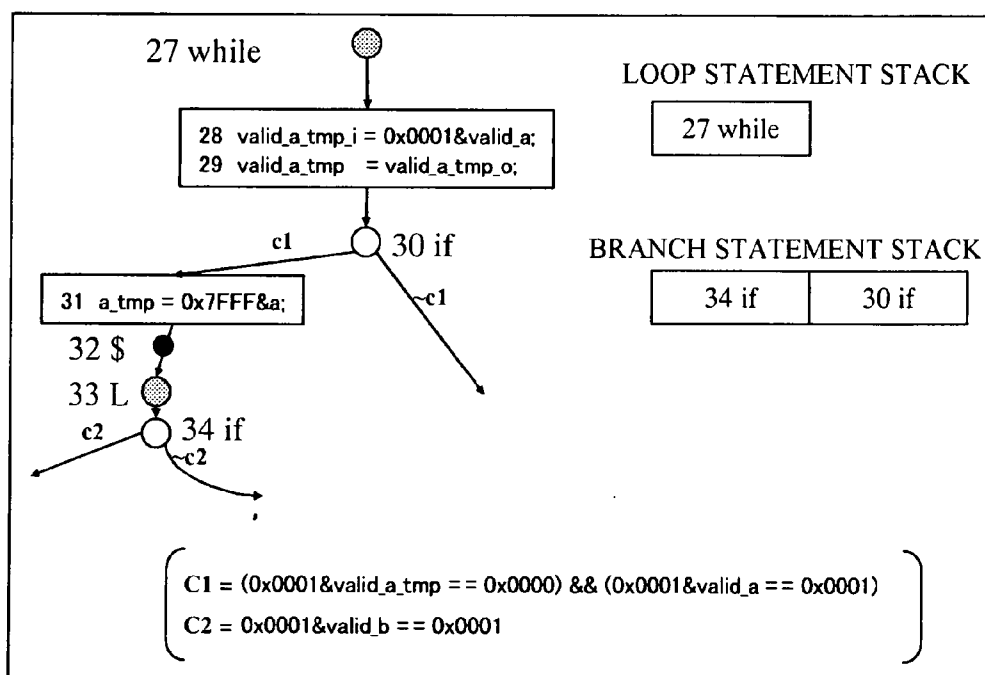 27 while
LOOP STATEMENT STACK
27 while
28 valid_a_tmp_i = 0x0001&valid_a;
29 valid_a_tmp = valid_a_tmp_o;
c1
30 if
BRANCH STATEMENT STACK
34 if 30 if
~c1
31 a_tmp = 0x7FFF&a;
32 $
33 L
c2
34 if
~c2
C1 = (0x0001&valid_a_tmp == 0x0000) && (0x0001&valid_a == 0x0001)
C2 = 0x0001&valid_b == 0x0001